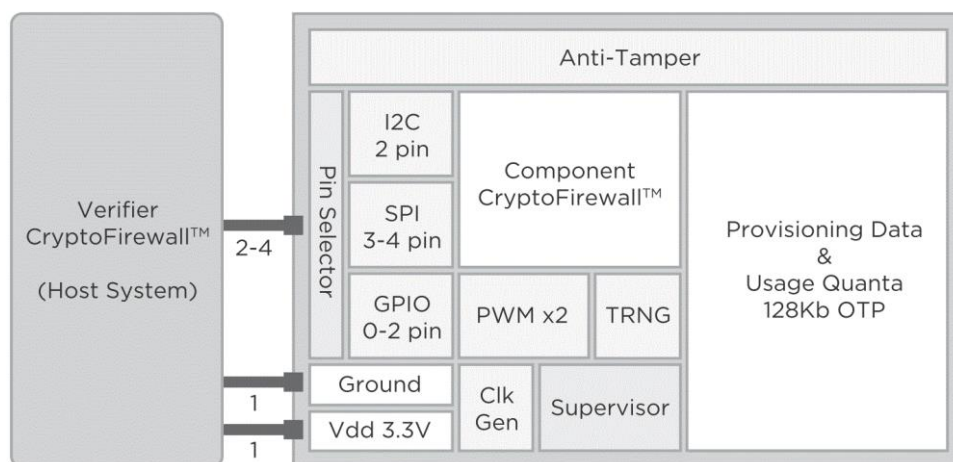 Verifier
CryptoFirewall™
(Host System)
2-4
1
1
Anti-Tamper
Pin Selector
I2C
2 pin
SPI
3-4 pin
GPIO
0-2 pin
Ground
Vdd 3.3V
Component
CryptoFirewall™
PWM x2
TRNG
Clk
Gen
Supervisor
Provisioning Data
&
Usage Quanta
128Kb OTP